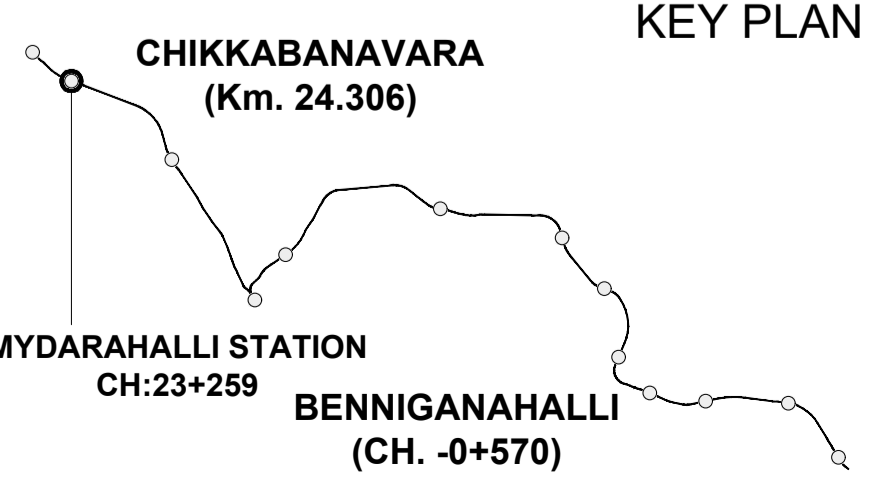 KEY PLAN
CHIKKABANAVARA
(Km. 24.306)
MYDARAHALLI STATION
CH:23+259
BENNIGANAHALLI
(CH. -0+570)